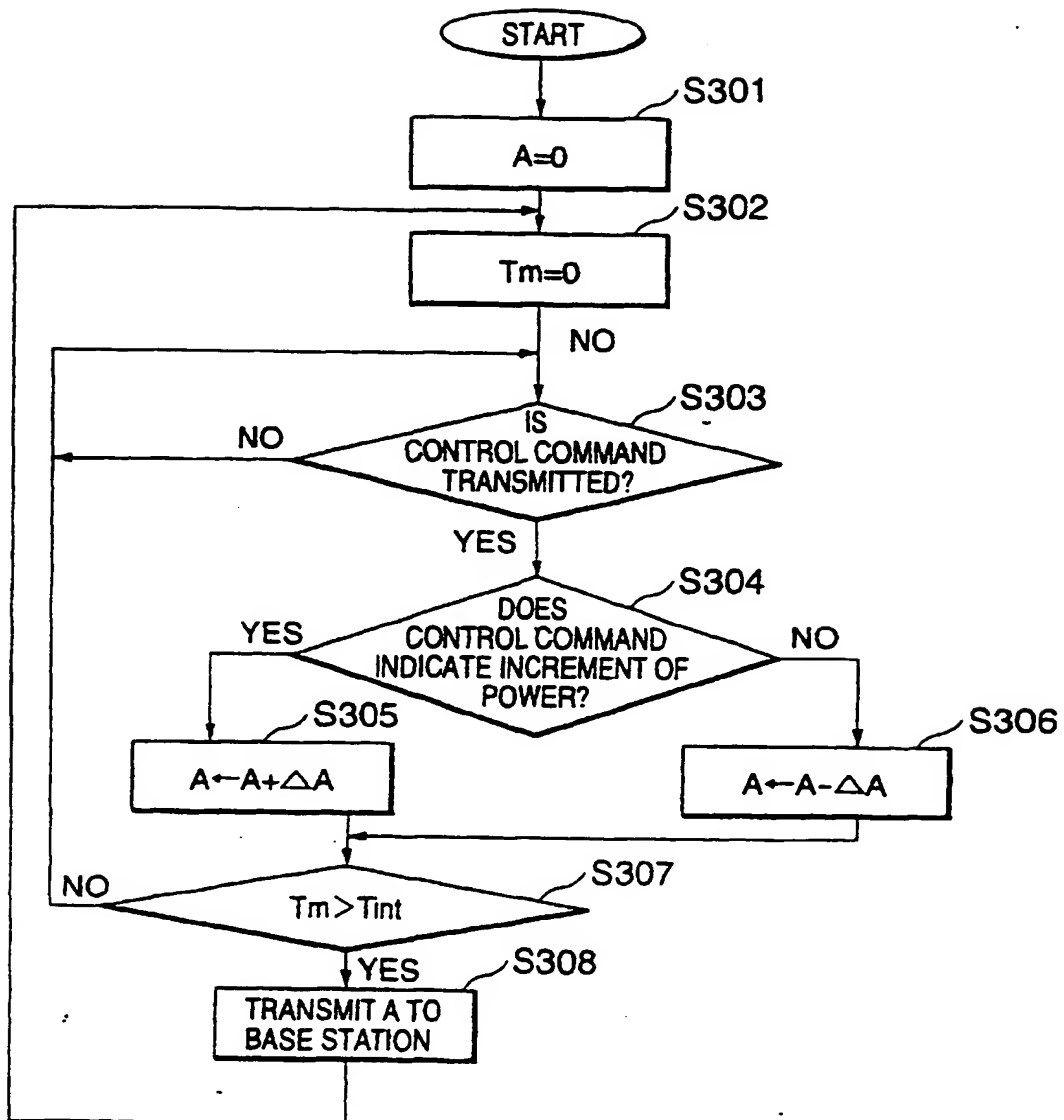 START
S301
A=0
S302
Tm=0
NO
S303
IS
CONTROL COMMAND
TRANSMITTED?
NO
YES
S304
DOES
CONTROL COMMAND
INDICATE INCREMENT OF
POWER?
YES
NO
S305
A←A+△A
S306
A←A-△A
S307
Tm>Tint
NO
YES
S308
TRANSMIT A TO
BASE STATION